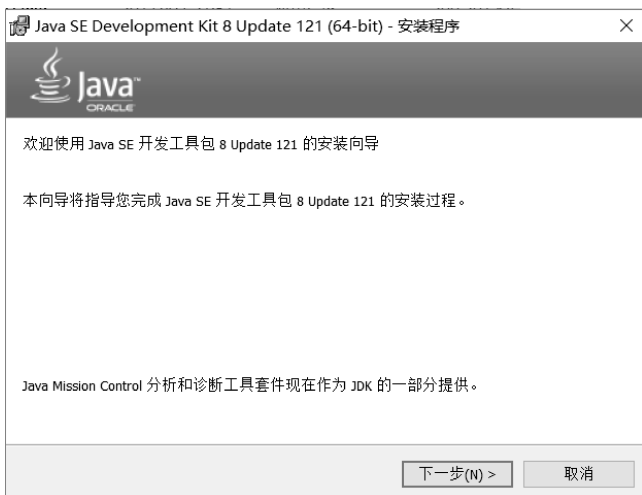 Java SE Development Kit 8 Update 121 (64-bit) - 安装程序
Java™
ORACLE
欢迎使用 Java SE 开发工具包 8 Update 121 的安装向导
本向导将指导您完成 Java SE 开发工具包 8 Update 121 的安装过程。
Java Mission Control 分析和诊断工具套件现在作为 JDK 的一部分提供。
下一步(N) >
取消